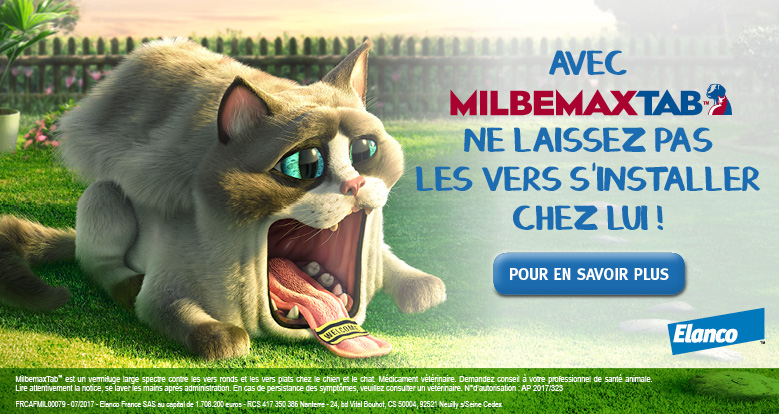 AVEC
MILBEMAXTAB™
NE LAISSEZ PAS
LES VERS S'INSTALLER
CHEZ LUI !
POUR EN SAVOIR PLUS
WELCOME
Elanco™
MilbemaxTab™ est un vermifuge large spectre contre les vers ronds et les vers plats chez le chien et le chat. Médicament vétérinaire. Demandez conseil à votre professionnel de santé animale.
Lire attentivement la notice, se laver les mains après administration. En cas de persistance des symptômes, veuillez consulter un vétérinaire. N°d'autorisation : AP 2017/323
FRCAFMIL00079 - 07/2017 - Elanco France SAS au capital de 1.708.200 euros - RCS 417 350 386 Nanterre - 24, bd Vital Bouhot, CS 50004, 92521 Neuilly s/Seine Cedex